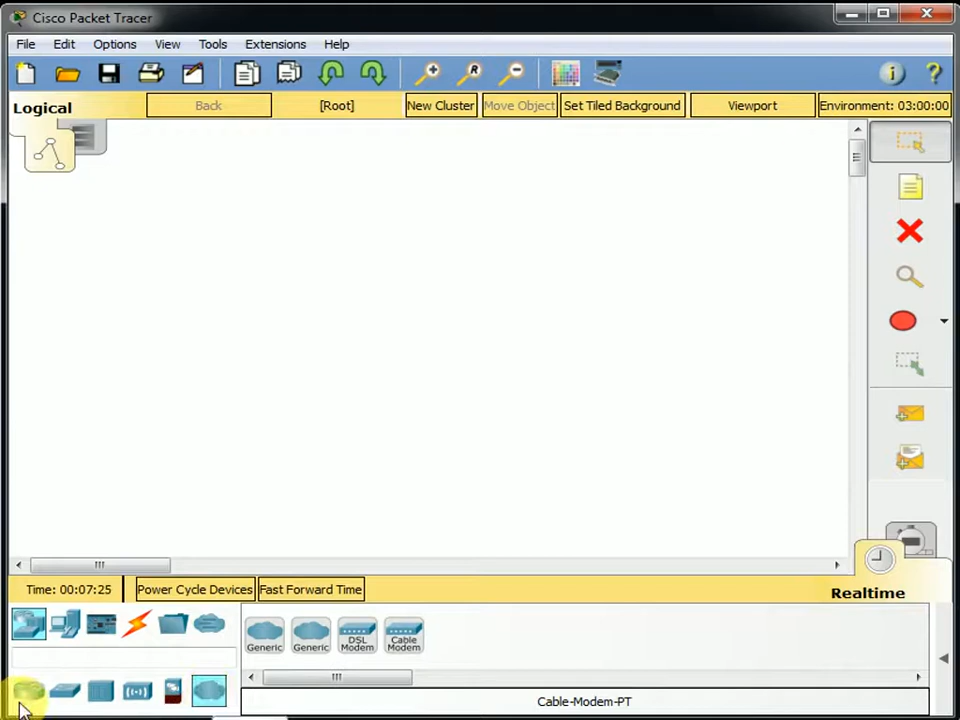 Cisco Packet Tracer
File Edit Options View Tools Extensions Help
Logical Back [Root] New Cluster Move Object Set Tiled Background Viewport Environment: 03:00:00
Time: 00:07:25 Power Cycle Devices Fast Forward Time Realtime
Generic Generic DSL Modem Cable Modem
Cable-Modem-PT